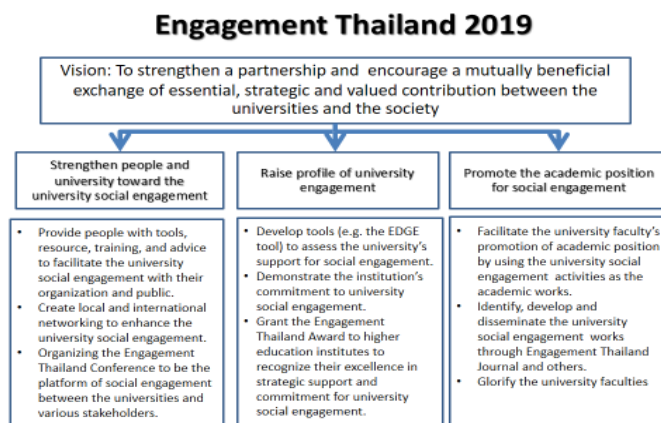 Engagement Thailand 2019
Vision: To strengthen a partnership and encourage a mutually beneficial
exchange of essential, strategic and valued contribution between the
universities and the society
Strengthen people and
university toward the
university social engagement
• Provide people with tools,
resource, training, and advice
to facilitate the university
social engagement with their
organization and public.
• Create local and international
networking to enhance the
university social engagement.
• Organizing the Engagement
Thailand Conference to be the
platform of social engagement
between the universities and
various stakeholders.
Raise profile of university
engagement
• Develop tools (e.g. the EDGE
tool) to assess the university's
support for social engagement.
• Demonstrate the institution's
commitment to university
social engagement.
• Grant the Engagement
Thailand Award to higher
education institutes to
recognize their excellence in
strategic support and
commitment for university
social engagement.
Promote the academic position
for social engagement
• Facilitate the university faculty's
promotion of academic position
by using the university social
engagement activities as the
academic works.
• Identify, develop and
disseminate the university
social engagement works
through Engagement Thailand
Journal and others.
• Glorify the university faculties